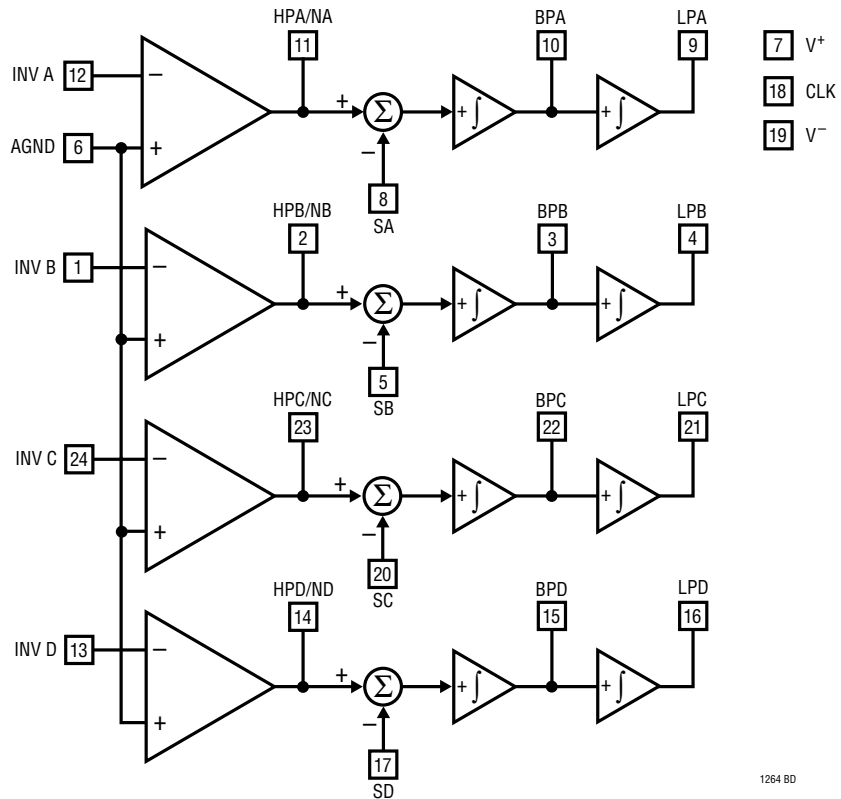 HPA/NA BPA LPA
11 10 9 7 V+
INV A 12 − + Σ + ∫ + ∫ 18 CLK
AGND 6 + − 19 V−
8
SA
HPB/NB BPB LPB
2 3 4
INV B 1 − + Σ + ∫ + ∫
+ −
5
SB
HPC/NC BPC LPC
23 22 21
INV C 24 − + Σ + ∫ + ∫
+ −
20
SC
HPD/ND BPD LPD
14 15 16
INV D 13 − + Σ + ∫ + ∫
+ −
17
SD
1264 BD